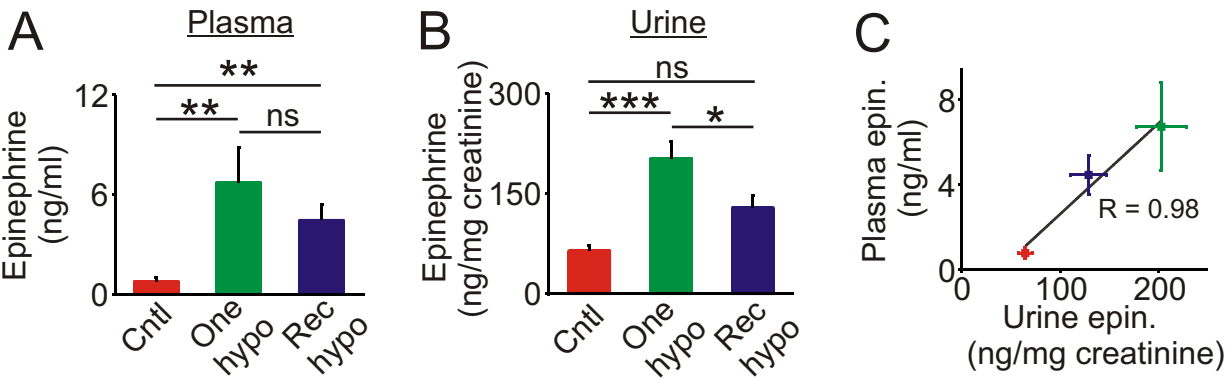 A
Plasma
Epinephrine
(ng/ml)
12
6
0
**
**
ns
Cntl
One
hypo
Rec
hypo
B
Urine
Epinephrine
(ng/mg creatinine)
300
150
0
ns
***
*
Cntl
One
hypo
Rec
hypo
C
Plasma epin.
(ng/ml)
8
4
0
R = 0.98
0
100
200
Urine epin.
(ng/mg creatinine)